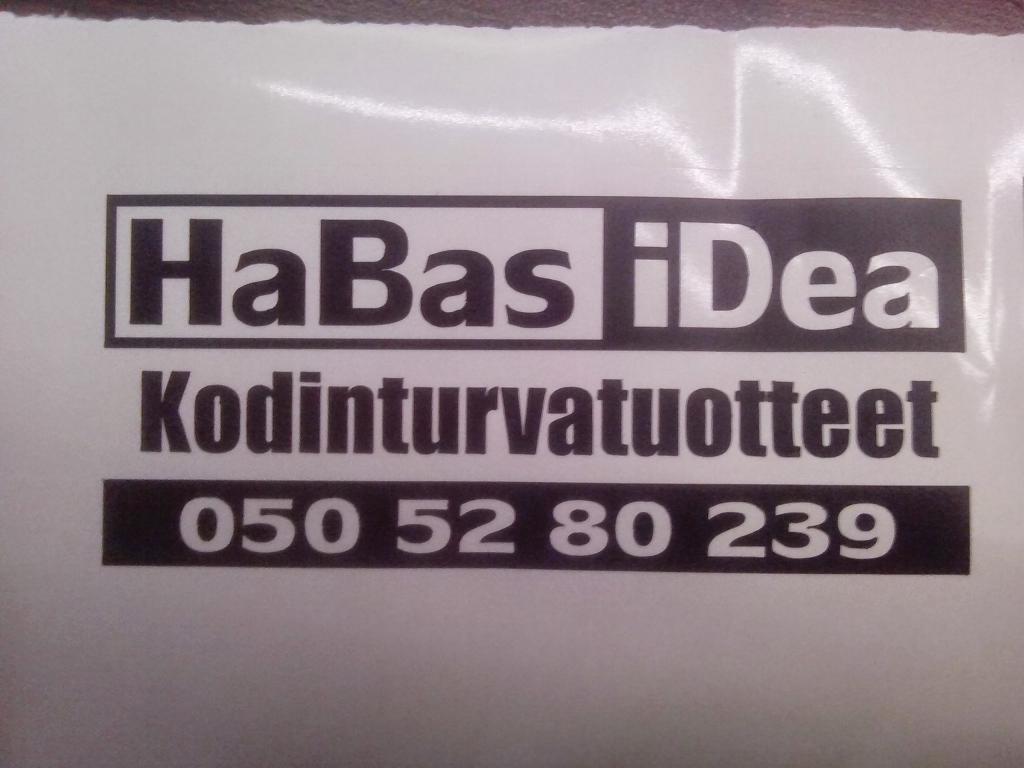 HaBas iDea
Kodinturvatuotteet
050 52 80 239